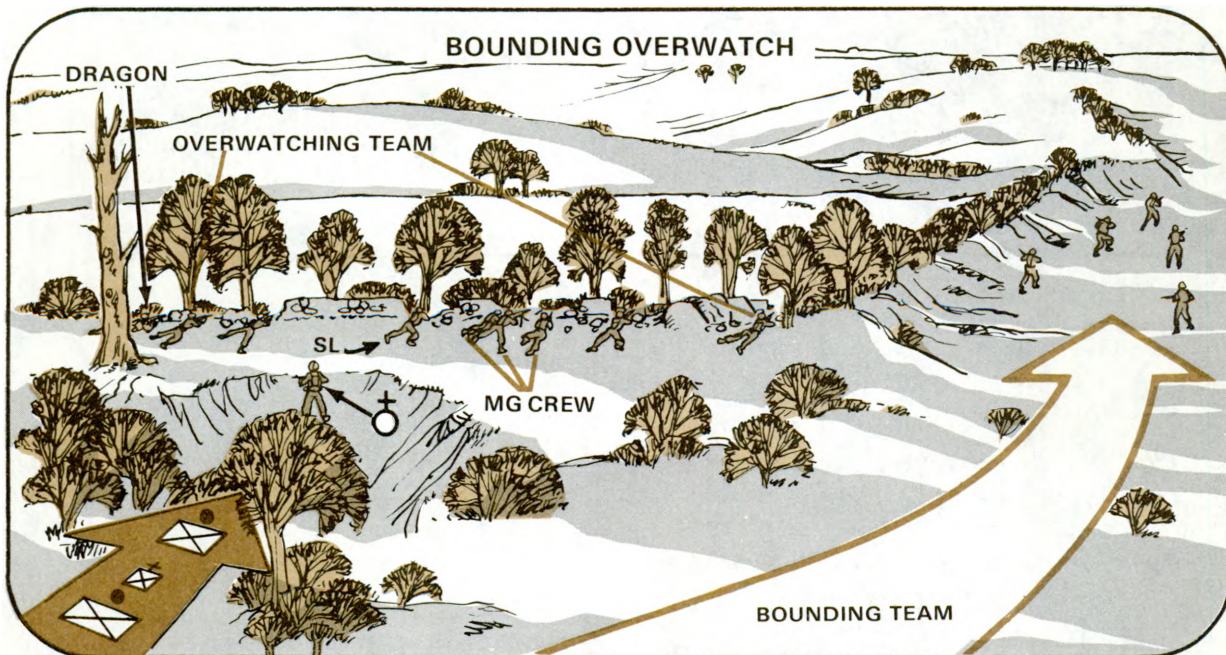 BOUNDING OVERWATCH
DRAGON
OVERWATCHING TEAM
SL
MG CREW
BOUNDING TEAM